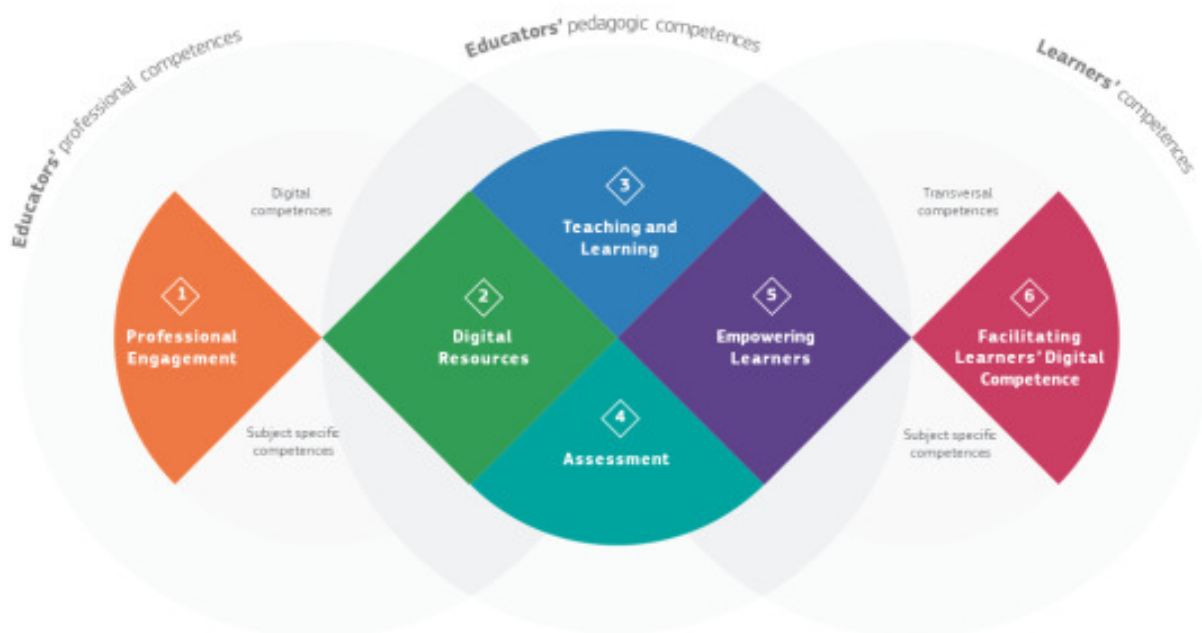 Educators' professional competences
Educators' pedagogic competences
Learners' competences
Digital
competences
Transversal
competences
1
Professional
Engagement
2
Digital
Resources
3
Teaching and
Learning
4
Assessment
5
Empowering
Learners
6
Facilitating
Learners' Digital
Competence
Subject specific
competences
Subject specific
competences